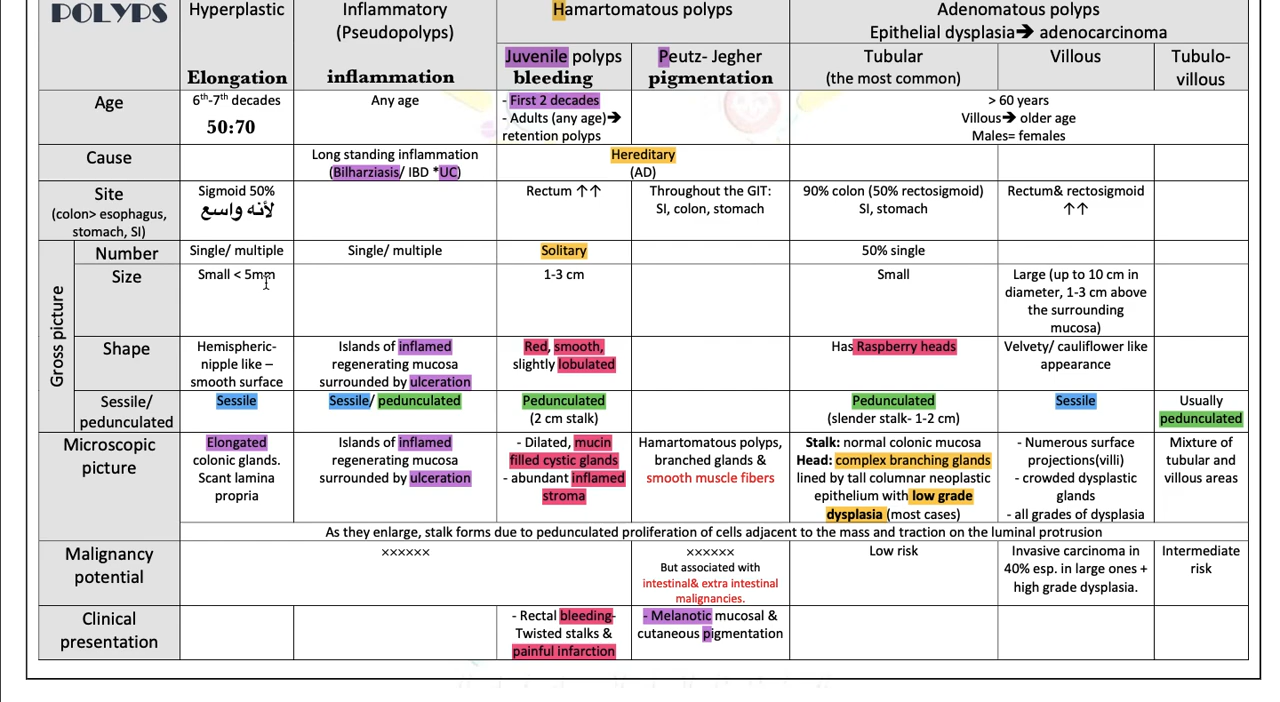 POLYPS
Hyperplastic
Elongation
Inflammatory
(Pseudopolyps)
inflammation
Hamartomatous polyps
Adenomatous polyps
Epithelial dysplasia➔ adenocarcinoma
Juvenile polyps
bleeding
Peutz- Jegher
pigmentation
Tubular
(the most common)
Villous
Tubulo-
villous
Age
6th-7th decades
50:70
Any age
- First 2 decades
- Adults (any age)➔
retention polyps
> 60 years
Villous➔ older age
Males= females
Cause
Long standing inflammation
(Bilharziasis/ IBD *UC)
Hereditary
(AD)
Site
(colon> esophagus,
stomach, SI)
Sigmoid 50%
لأنه واسع
Rectum ↑↑
Throughout the GIT:
SI, colon, stomach
90% colon (50% rectosigmoid)
SI, stomach
Rectum& rectosigmoid
↑↑
Gross picture
Number
Single/ multiple
Single/ multiple
Solitary
50% single
Size
Small < 5mm
1-3 cm
Small
Large (up to 10 cm in
diameter, 1-3 cm above
the surrounding
mucosa)
Shape
Hemispheric-
nipple like –
smooth surface
Islands of inflamed
regenerating mucosa
surrounded by ulceration
Red, smooth,
slightly lobulated
Has Raspberry heads
Velvety/ cauliflower like
appearance
Sessile/
pedunculated
Sessile
Sessile/ pedunculated
Pedunculated
(2 cm stalk)
Pedunculated
(slender stalk- 1-2 cm)
Sessile
Usually
pedunculated
Microscopic
picture
Elongated
colonic glands.
Scant lamina
propria
Islands of inflamed
regenerating mucosa
surrounded by ulceration
- Dilated, mucin
filled cystic glands
- abundant inflamed
stroma
Hamartomatous polyps,
branched glands &
smooth muscle fibers
Stalk: normal colonic mucosa
Head: complex branching glands
lined by tall columnar neoplastic
epithelium with low grade
dysplasia (most cases)
- Numerous surface
projections(villi)
- crowded dysplastic
glands
- all grades of dysplasia
Mixture of
tubular and
villous areas
As they enlarge, stalk forms due to pedunculated proliferation of cells adjacent to the mass and traction on the luminal protrusion
Malignancy
potential
××××××
××××××
But associated with
intestinal& extra intestinal
malignancies.
Low risk
Invasive carcinoma in
40% esp. in large ones +
high grade dysplasia.
Intermediate
risk
Clinical
presentation
- Rectal bleeding-
Twisted stalks &
painful infarction
- Melanotic mucosal &
cutaneous pigmentation